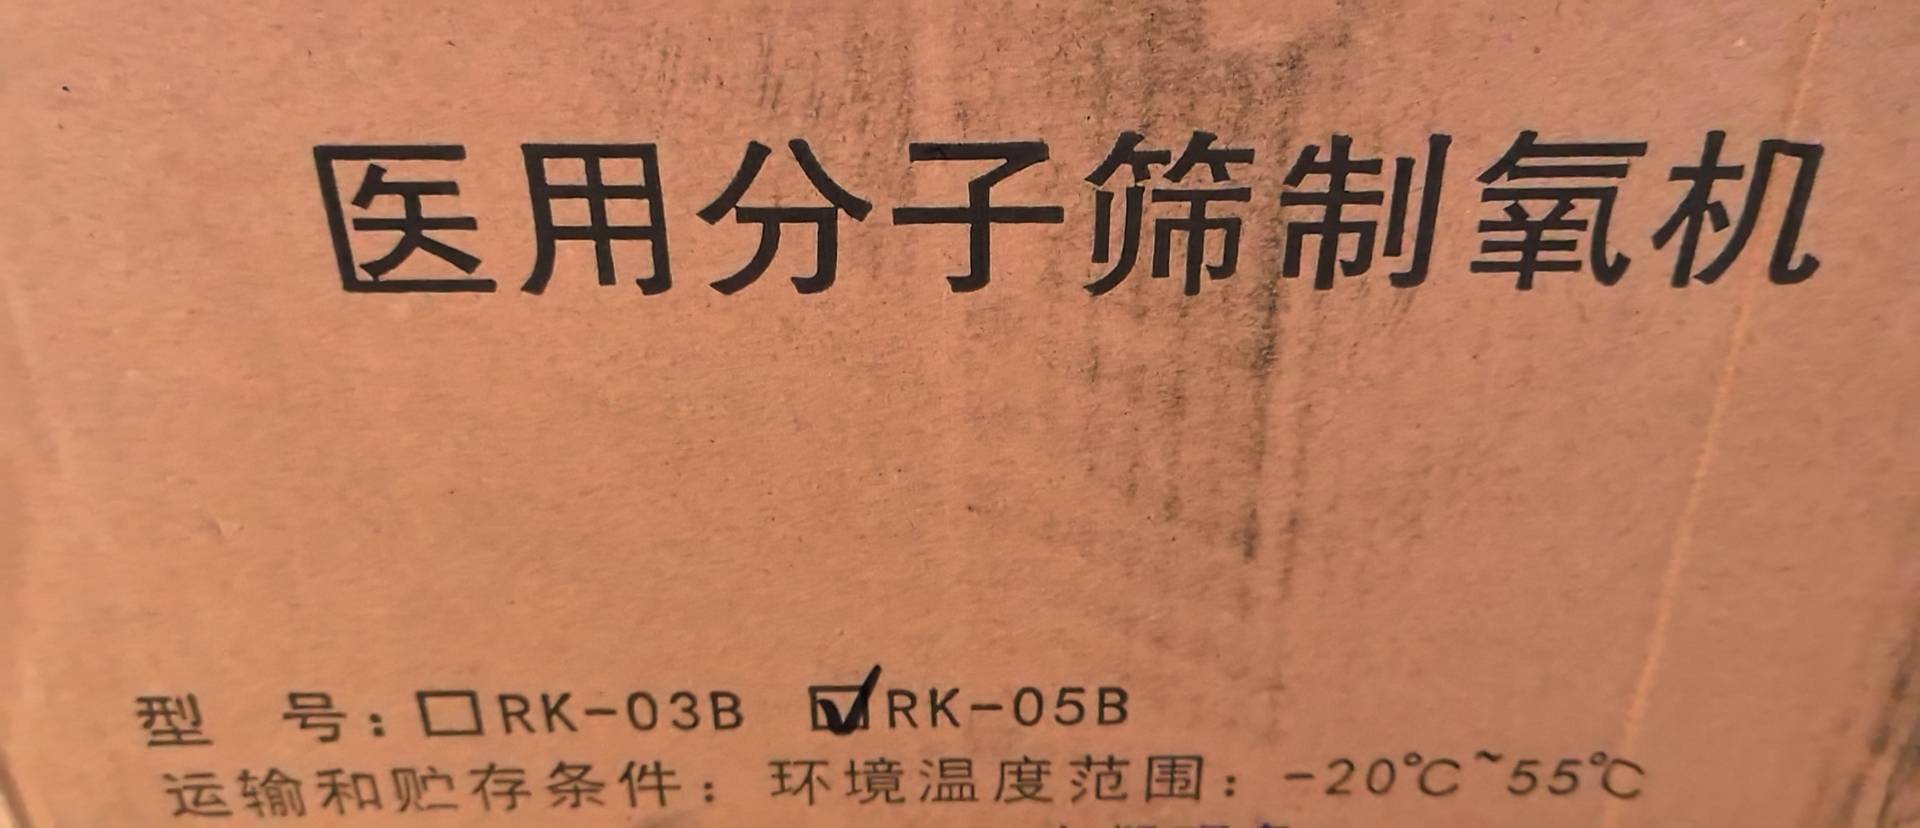 医用分子筛制氧机
型 号：□RK-03B ☑RK-05B
运输和贮存条件：环境温度范围：-20℃~55℃